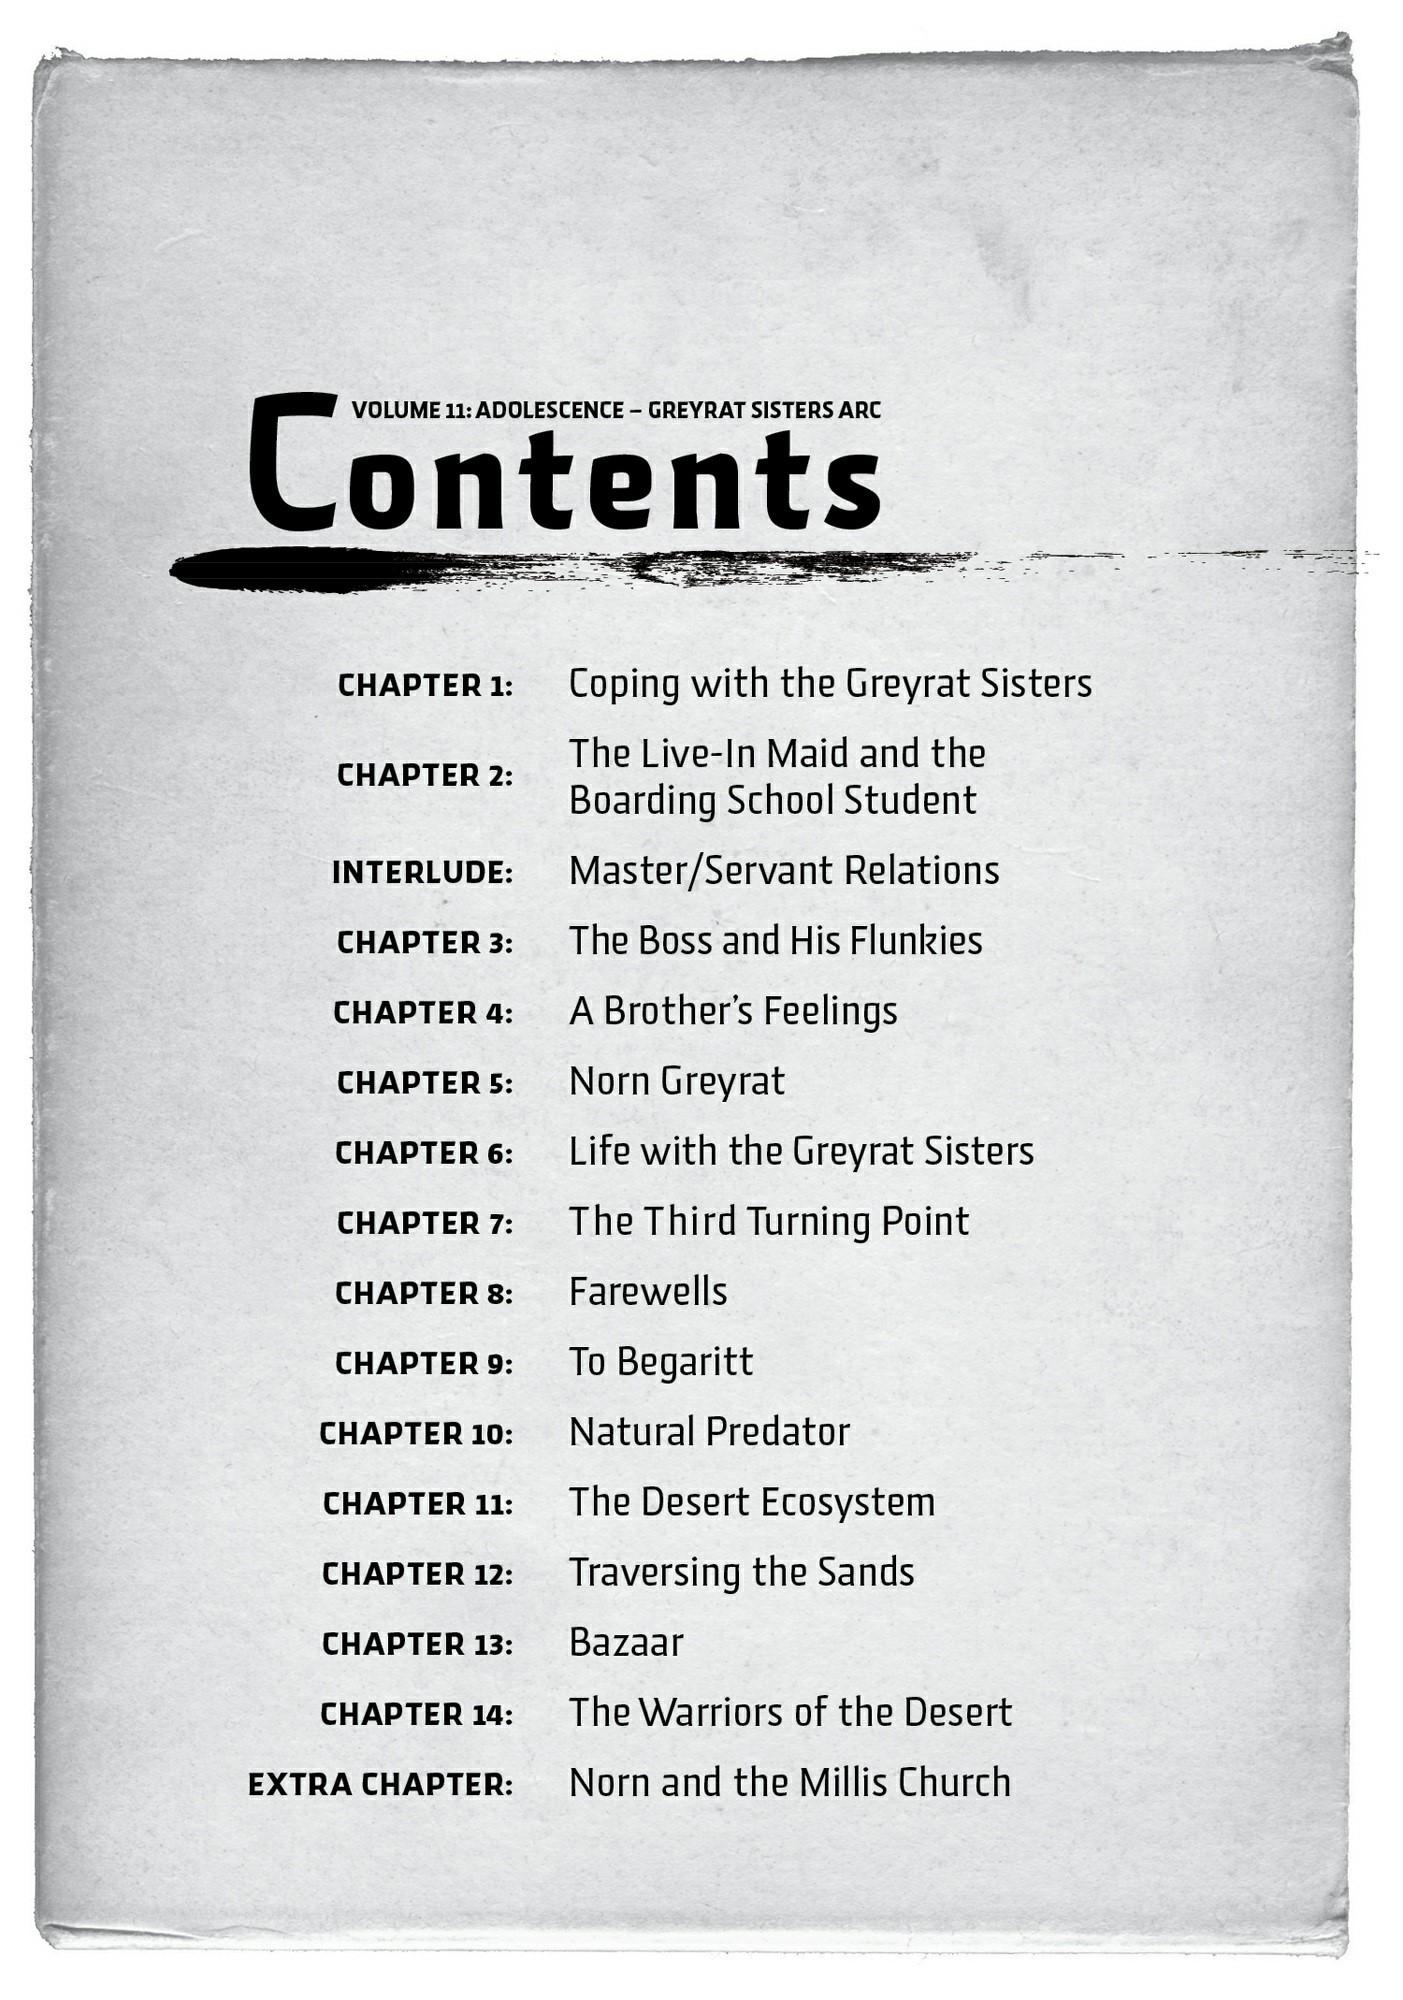 VOLUME 11: ADOLESCENCE – GREYRAT SISTERS ARC
Contents
CHAPTER 1: Coping with the Greyrat Sisters
CHAPTER 2: The Live-In Maid and the
Boarding School Student
INTERLUDE: Master/Servant Relations
CHAPTER 3: The Boss and His Flunkies
CHAPTER 4: A Brother’s Feelings
CHAPTER 5: Norn Greyrat
CHAPTER 6: Life with the Greyrat Sisters
CHAPTER 7: The Third Turning Point
CHAPTER 8: Farewells
CHAPTER 9: To Begaritt
CHAPTER 10: Natural Predator
CHAPTER 11: The Desert Ecosystem
CHAPTER 12: Traversing the Sands
CHAPTER 13: Bazaar
CHAPTER 14: The Warriors of the Desert
EXTRA CHAPTER: Norn and the Millis Church